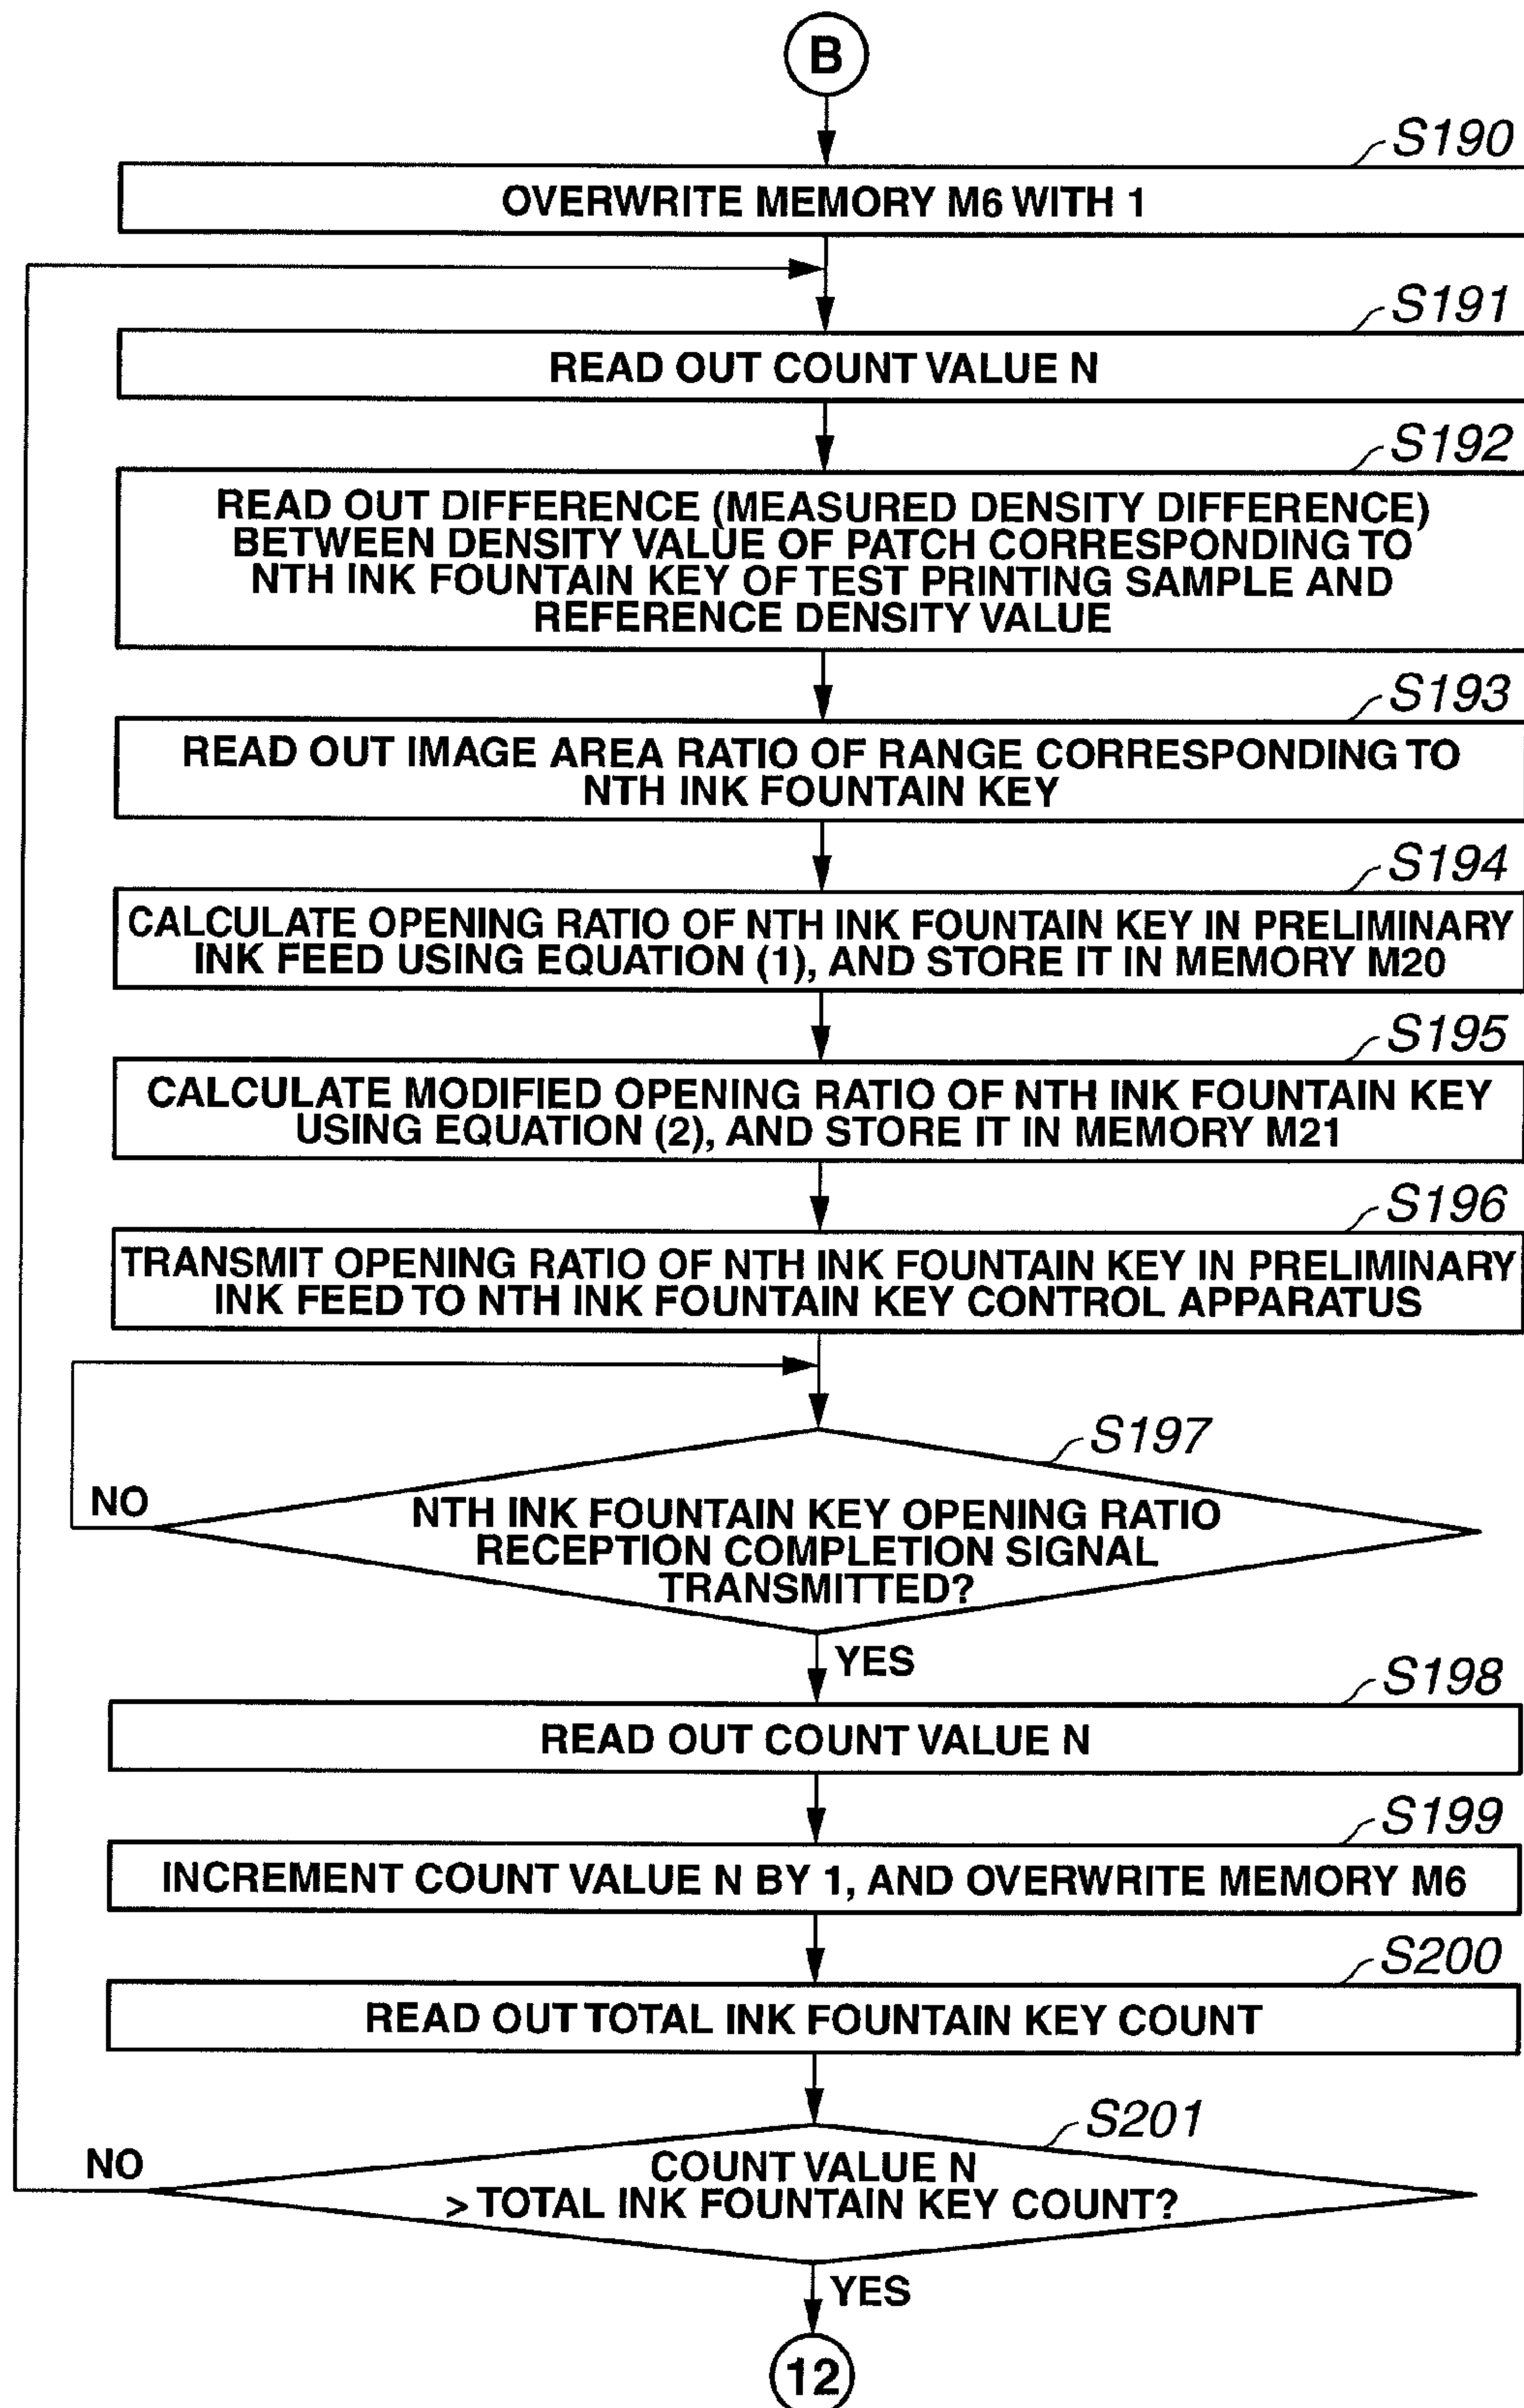 B
S190
OVERWRITE MEMORY M6 WITH 1
S191
READ OUT COUNT VALUE N
S192
READ OUT DIFFERENCE (MEASURED DENSITY DIFFERENCE)
BETWEEN DENSITY VALUE OF PATCH CORRESPONDING TO
NTH INK FOUNTAIN KEY OF TEST PRINTING SAMPLE AND
REFERENCE DENSITY VALUE
S193
READ OUT IMAGE AREA RATIO OF RANGE CORRESPONDING TO
NTH INK FOUNTAIN KEY
S194
CALCULATE OPENING RATIO OF NTH INK FOUNTAIN KEY IN PRELIMINARY
INK FEED USING EQUATION (1), AND STORE IT IN MEMORY M20
S195
CALCULATE MODIFIED OPENING RATIO OF NTH INK FOUNTAIN KEY
USING EQUATION (2), AND STORE IT IN MEMORY M21
S196
TRANSMIT OPENING RATIO OF NTH INK FOUNTAIN KEY IN PRELIMINARY
INK FEED TO NTH INK FOUNTAIN KEY CONTROL APPARATUS
S197
NO
NTH INK FOUNTAIN KEY OPENING RATIO
RECEPTION COMPLETION SIGNAL
TRANSMITTED?
YES
S198
READ OUT COUNT VALUE N
S199
INCREMENT COUNT VALUE N BY 1, AND OVERWRITE MEMORY M6
S200
READ OUT TOTAL INK FOUNTAIN KEY COUNT
S201
NO
COUNT VALUE N
> TOTAL INK FOUNTAIN KEY COUNT?
YES
12